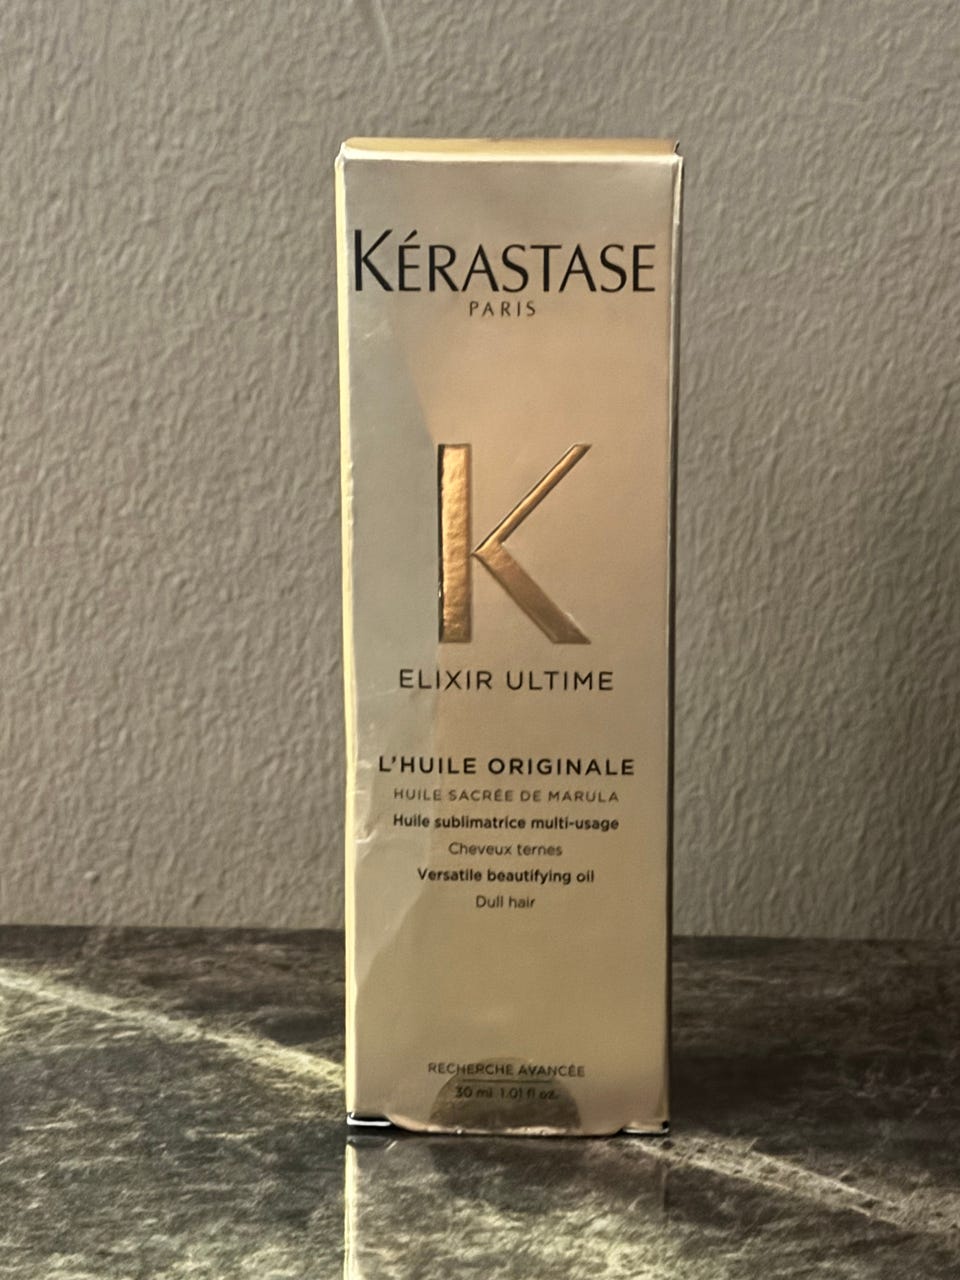 KÉRASTASE
PARIS
K
ELIXIR ULTIME
L'HUILE ORIGINALE
HUILE SACRÉE DE MARULA
Huile sublimatrice multi-usage
Cheveux ternes
Versatile beautifying oil
Dull hair
RECHERCHE AVANCÉE
30 ml 1.01 fl oz.